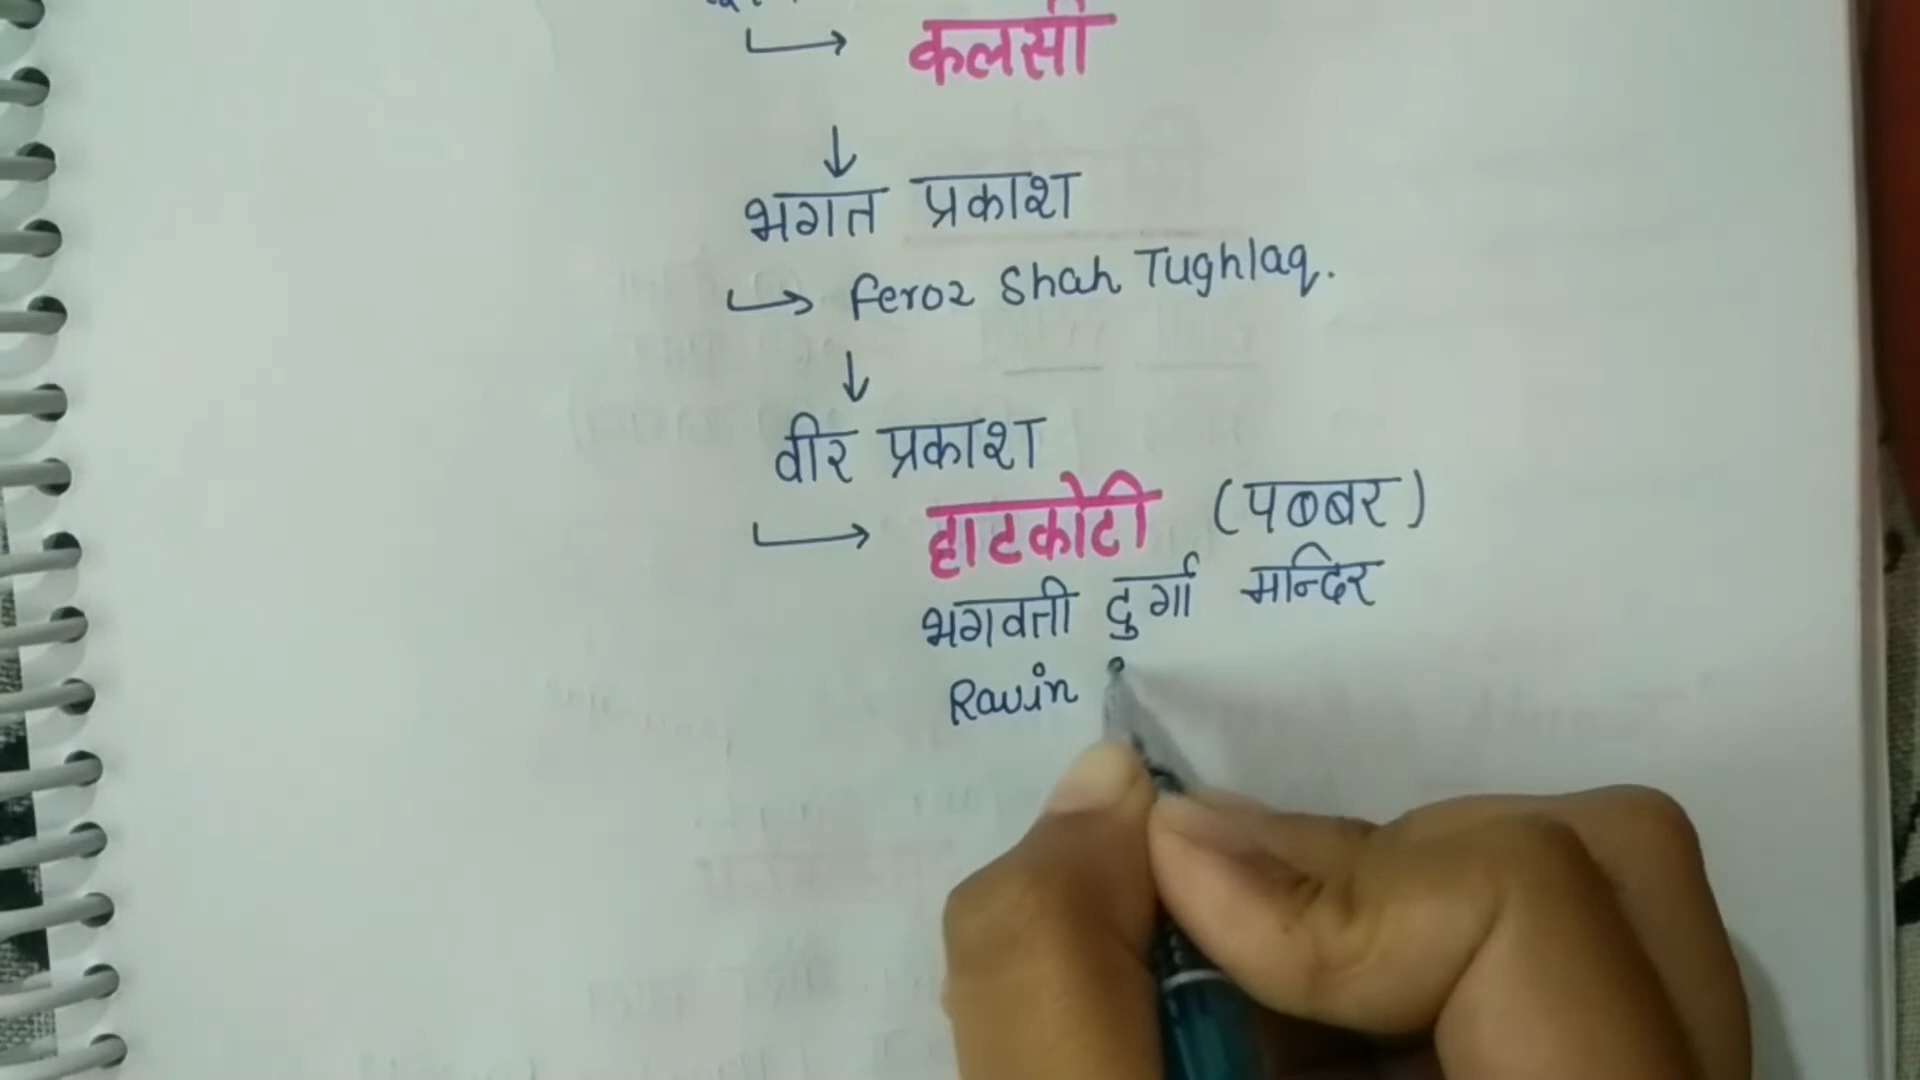 → कलसी
↓
भगत प्रकाश
→ Feroz Shah Tughlaq.
↓
वीर प्रकाश
→ हाटकोटी (पब्बर)
भगवती दुर्गा मन्दिर
Ravin